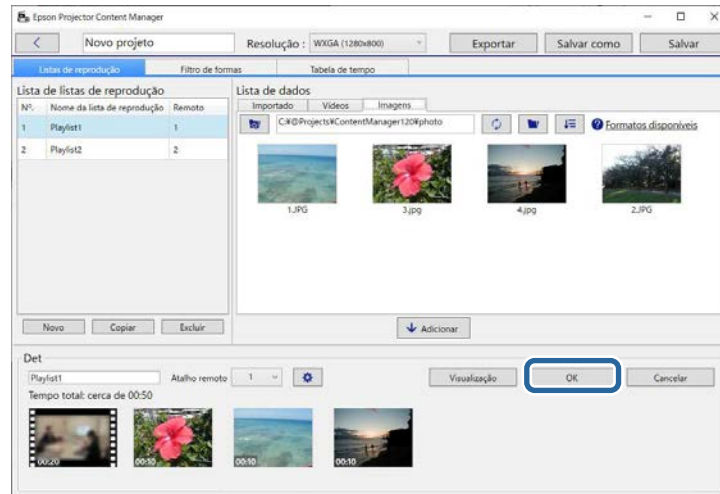 Epson Projector Content Manager
Novo projeto
Resolução : WXGA (1280x800)
Exportar
Salvar como
Salvar
Listas de reprodução
Filtro de formas
Tabela de tempo
Lista de listas de reprodução
Nº. Nome da lista de reprodução Remoto
1 Playlist1 1
2 Playlist2 2
Novo
Copiar
Excluir
Lista de dados
Importado
Vídeos
Imagens
C:¥@Projects¥ContentManager120¥photo
Formatos disponíveis
1.JPG
3.jpg
4.jpg
2.JPG
Adicionar
Det
Playlist1
Atalho remoto 1
Visualização
OK
Cancelar
Tempo total: cerca de 00:50
00:20
00:10
00:10
00:10